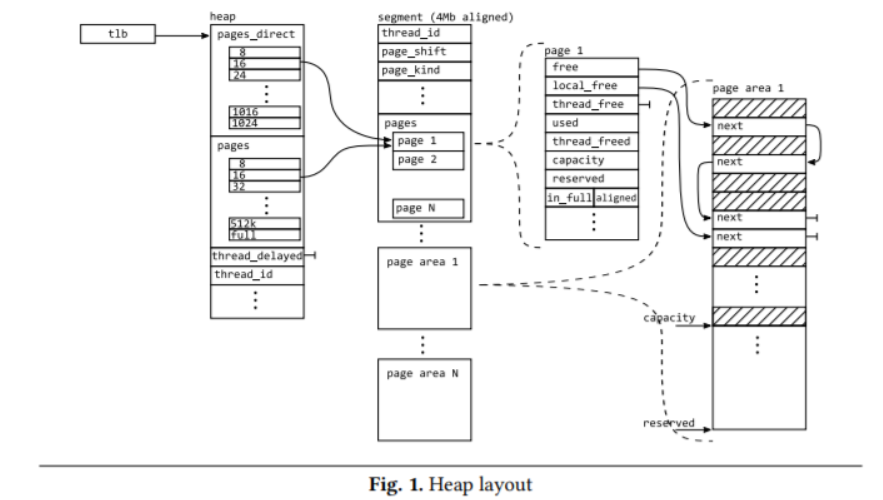 tlb
heap
pages_direct
8
16
24
1016
1024
pages
8
16
32
512k
full
thread_delayed
thread_id
segment (4Mb aligned)
thread_id
page_shift
page_kind
pages
page 1
page 2
page N
page area 1
page area N
page 1
free
local_free
thread_free
used
thread_freed
capacity
reserved
in_full aligned
page area 1
next
next
next
next
capacity
reserved
Fig. 1. Heap layout